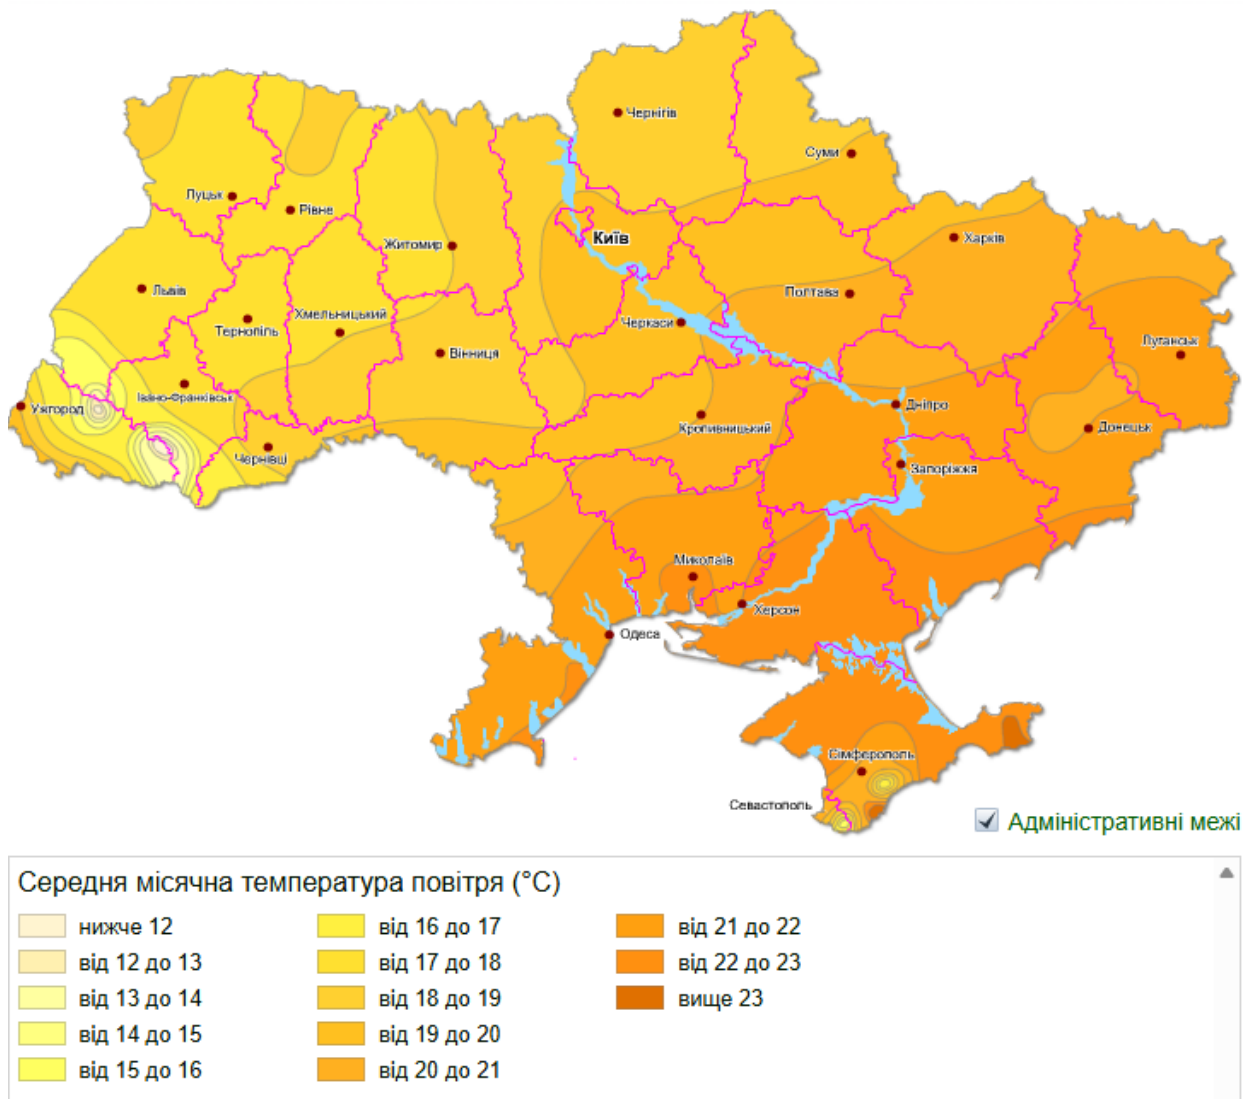 Чернігів
Суми
Луцьк
Рівне
Київ
Харків
Житомир
Львів
Полтава
Хмельницький
Тернопіль
Черкаси
Луганськ
Вінниця
Івано-Франківськ
Ужгород
Дніпро
Кропивницький
Донецьк
Чернівці
Запоріжжя
Миколаїв
Херсон
Одеса
Сімферополь
Севастополь
Адміністративні межі
Середня місячна температура повітря (°C)
нижче 12
від 12 до 13
від 13 до 14
від 14 до 15
від 15 до 16
від 16 до 17
від 17 до 18
від 18 до 19
від 19 до 20
від 20 до 21
від 21 до 22
від 22 до 23
вище 23